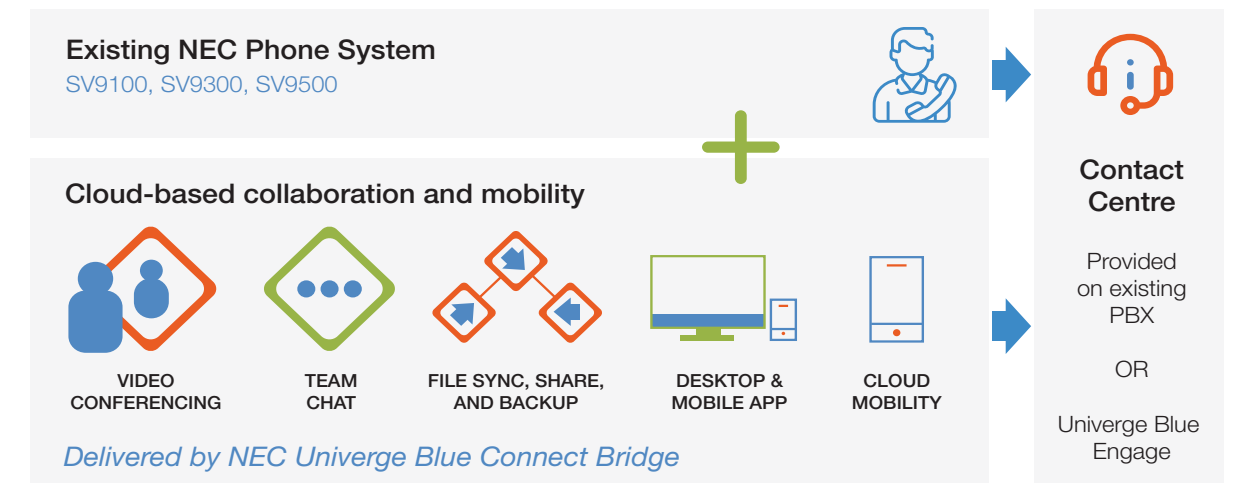 Existing NEC Phone System
SV9100, SV9300, SV9500
Cloud-based collaboration and mobility
VIDEO
CONFERENCING
TEAM
CHAT
FILE SYNC, SHARE,
AND BACKUP
DESKTOP &
MOBILE APP
CLOUD
MOBILITY
Delivered by NEC Univerge Blue Connect Bridge
i
Contact
Centre
Provided
on existing
PBX
OR
Univerge Blue
Engage